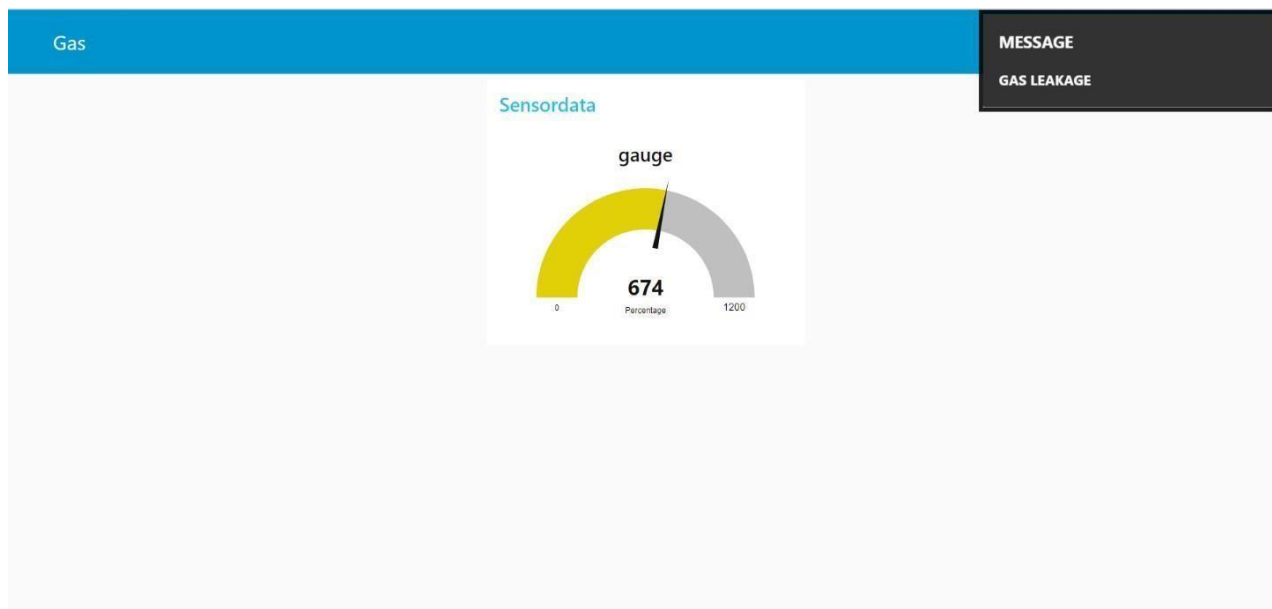 Gas
MESSAGE
GAS LEAKAGE
Sensordata
gauge
674
0
Percentage
1200